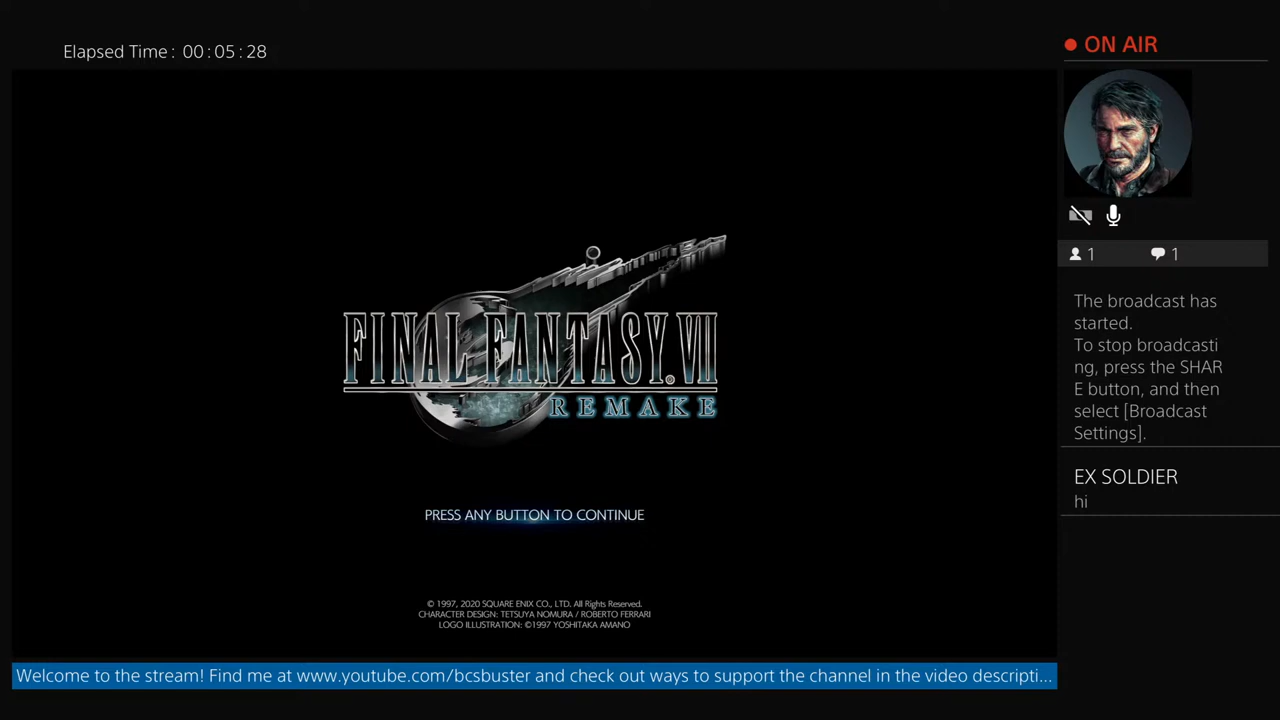 Elapsed Time: 00:05:28
ON AIR
1
1
The broadcast has
started.
To stop broadcasti
ng, press the SHAR
E button, and then
select [Broadcast
Settings].
EX SOLDIER
hi
FINAL FANTASY® VII
REMAKE
PRESS ANY BUTTON TO CONTINUE
© 1997, 2020 SQUARE ENIX CO., LTD. All Rights Reserved.
CHARACTER DESIGN: TETSUYA NOMURA / ROBERTO FERRARI
LOGO ILLUSTRATION: ©1997 YOSHITAKA AMANO
Welcome to the stream! Find me at www.youtube.com/bcsbuster and check out ways to support the channel in the video descripti...